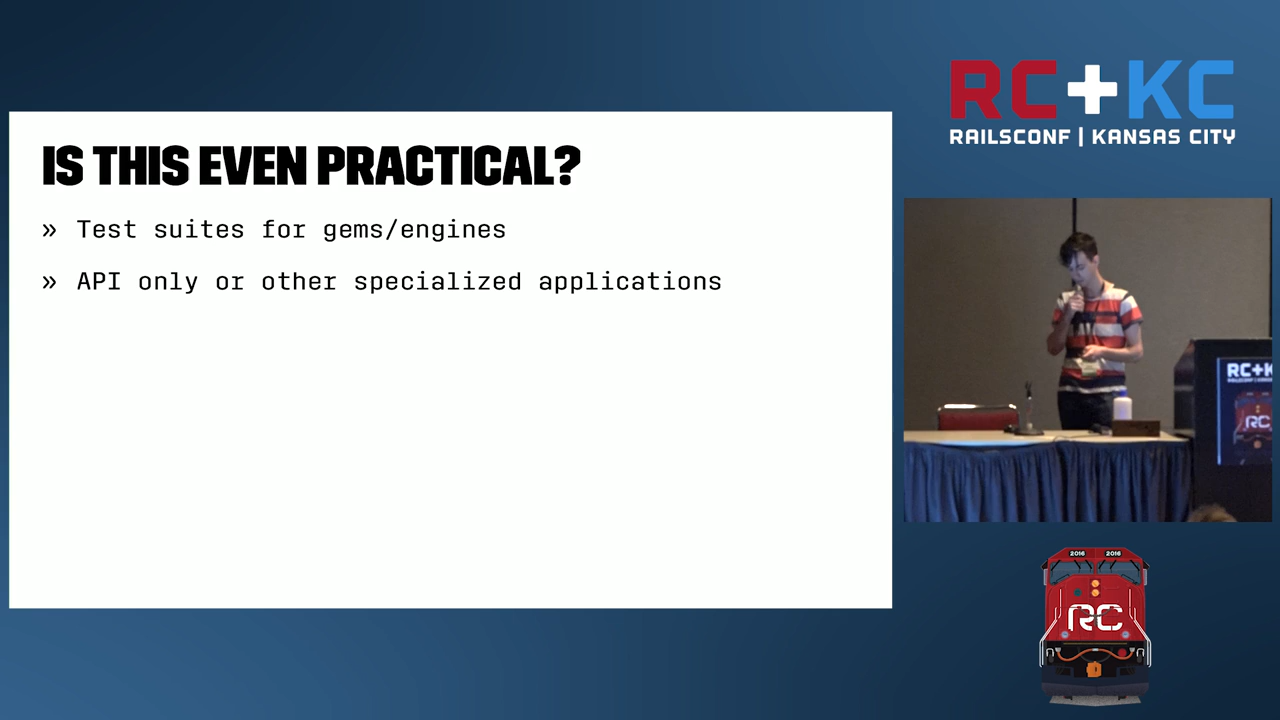 RC+KC
RAILSCONF | KANSAS CITY
IS THIS EVEN PRACTICAL?
» Test suites for gems/engines
» API only or other specialized applications
RC+K
RC
2016 2016
RC